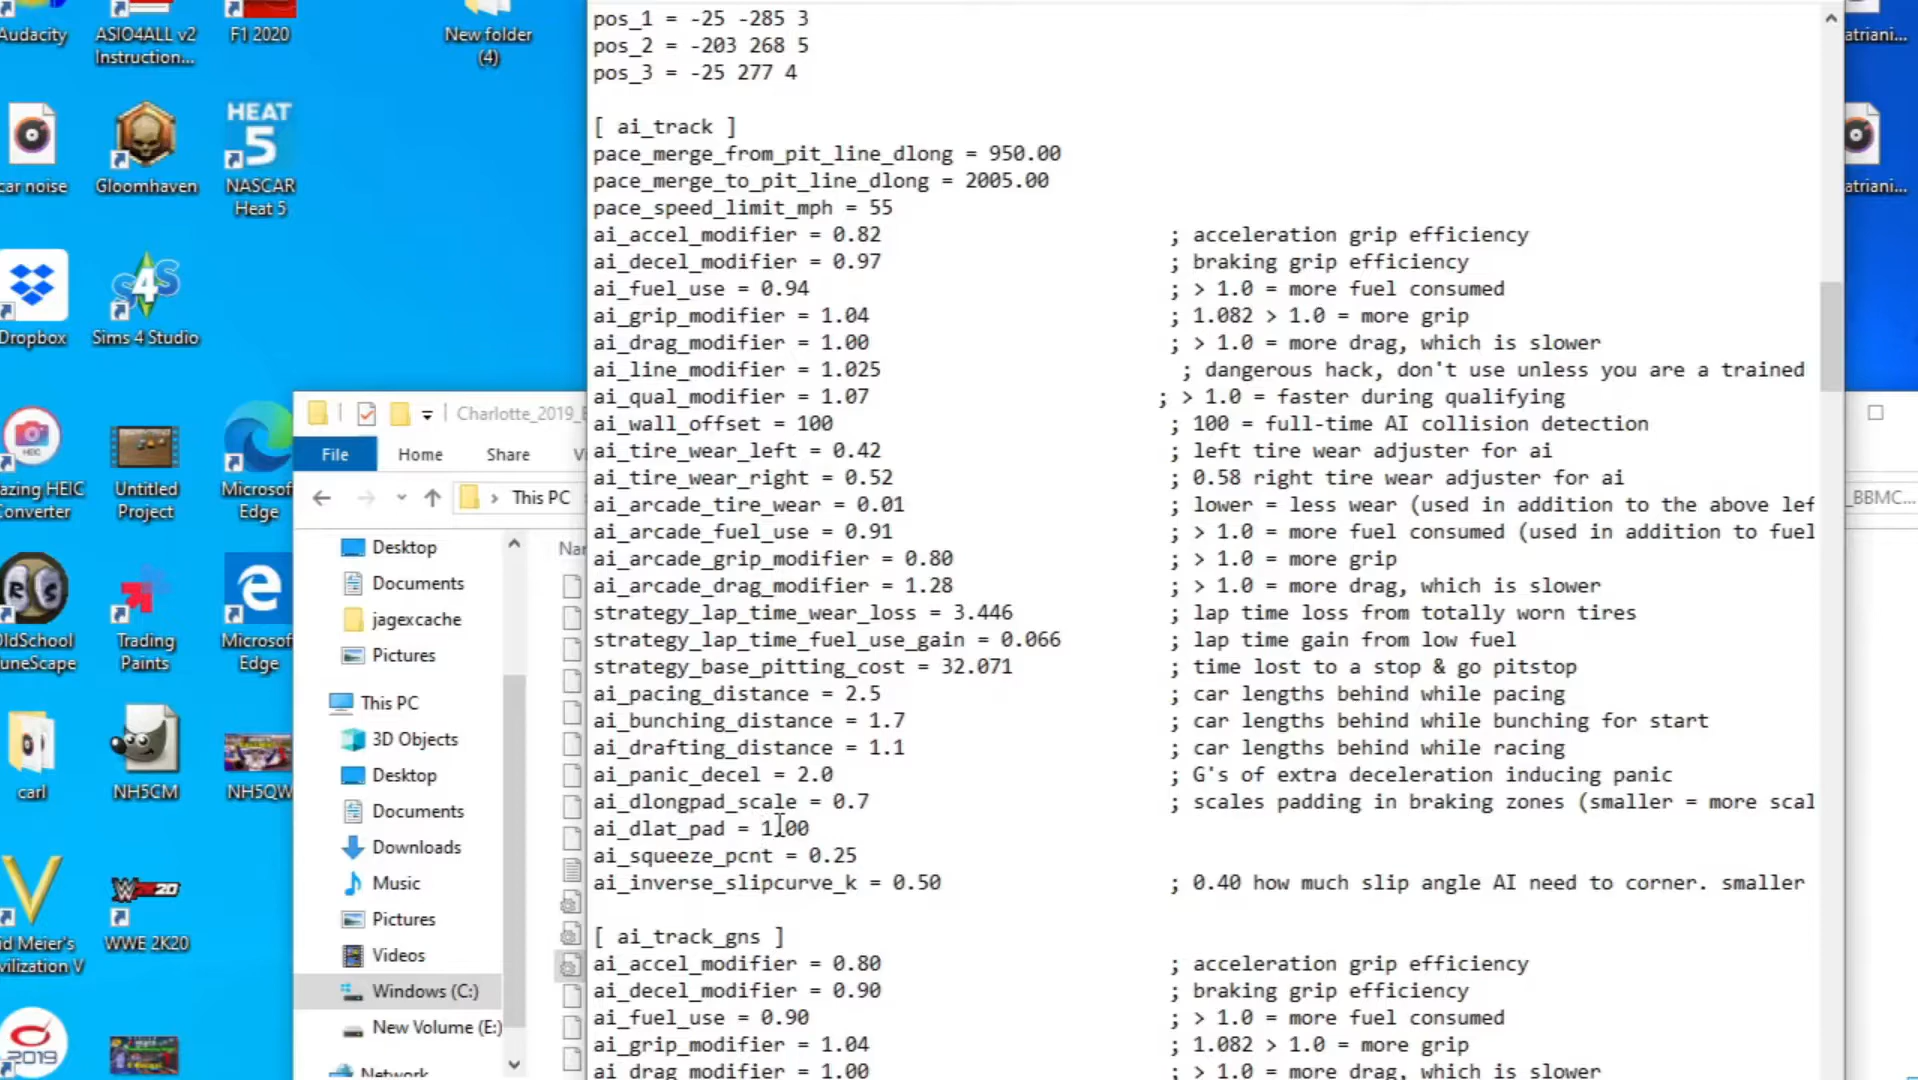 Audacity
ASIO4ALL v2
Instruction...
F1 2020
New folder
(4)
atriani...
car noise
Gloomhaven
HEAT
5
NASCAR
Heat 5
atriani...
Dropbox
Sims 4 Studio
HEIC
azing HEIC
Converter
Untitled
Project
Microsof
Edge
RS
OldSchool
uneScape
Trading
Paints
Microsof
Edge
carl
NH5CM
NH5QW
id Meier's
vilization V
WWE 2K20
2019
Charlotte_2019_
File
Home
Share
This PC
_BBMC...
Nar
Desktop
Documents
jagexcache
Pictures
This PC
3D Objects
Desktop
Documents
Downloads
Music
Pictures
Videos
Windows (C:)
New Volume (E:)
Network
pos_1 = -25 -285 3
pos_2 = -203 268 5
pos_3 = -25 277 4
[ ai_track ]
pace_merge_from_pit_line_dlong = 950.00
pace_merge_to_pit_line_dlong = 2005.00
pace_speed_limit_mph = 55
ai_accel_modifier = 0.82 ; acceleration grip efficiency
ai_decel_modifier = 0.97 ; braking grip efficiency
ai_fuel_use = 0.94 ; > 1.0 = more fuel consumed
ai_grip_modifier = 1.04 ; 1.082 > 1.0 = more grip
ai_drag_modifier = 1.00 ; > 1.0 = more drag, which is slower
ai_line_modifier = 1.025 ; dangerous hack, don't use unless you are a trained
ai_qual_modifier = 1.07 ; > 1.0 = faster during qualifying
ai_wall_offset = 100 ; 100 = full-time AI collision detection
ai_tire_wear_left = 0.42 ; left tire wear adjuster for ai
ai_tire_wear_right = 0.52 ; 0.58 right tire wear adjuster for ai
ai_arcade_tire_wear = 0.01 ; lower = less wear (used in addition to the above lef
ai_arcade_fuel_use = 0.91 ; > 1.0 = more fuel consumed (used in addition to fuel
ai_arcade_grip_modifier = 0.80 ; > 1.0 = more grip
ai_arcade_drag_modifier = 1.28 ; > 1.0 = more drag, which is slower
strategy_lap_time_wear_loss = 3.446 ; lap time loss from totally worn tires
strategy_lap_time_fuel_use_gain = 0.066 ; lap time gain from low fuel
strategy_base_pitting_cost = 32.071 ; time lost to a stop & go pitstop
ai_pacing_distance = 2.5 ; car lengths behind while pacing
ai_bunching_distance = 1.7 ; car lengths behind while bunching for start
ai_drafting_distance = 1.1 ; car lengths behind while racing
ai_panic_decel = 2.0 ; G's of extra deceleration inducing panic
ai_dlongpad_scale = 0.7 ; scales padding in braking zones (smaller = more scal
ai_dlat_pad = 1.00
ai_squeeze_pcnt = 0.25
ai_inverse_slipcurve_k = 0.50 ; 0.40 how much slip angle AI need to corner. smaller
[ ai_track_gns ]
ai_accel_modifier = 0.80 ; acceleration grip efficiency
ai_decel_modifier = 0.90 ; braking grip efficiency
ai_fuel_use = 0.90 ; > 1.0 = more fuel consumed
ai_grip_modifier = 1.04 ; 1.082 > 1.0 = more grip
ai_drag_modifier = 1.00 ; > 1.0 = more drag, which is slower